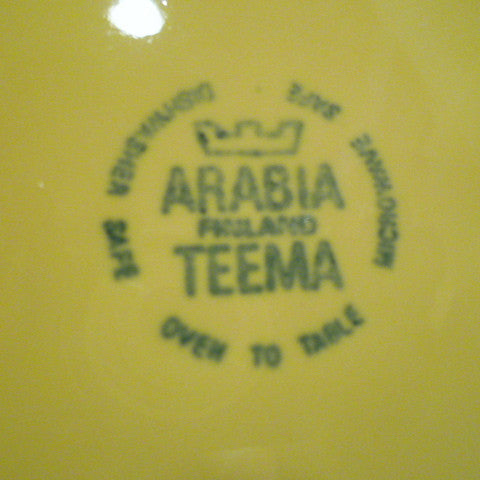 ARABIA
FINLAND
TEEMA
DISHWASHER SAFE
MICROWAVE SAFE
OVEN TO TABLE